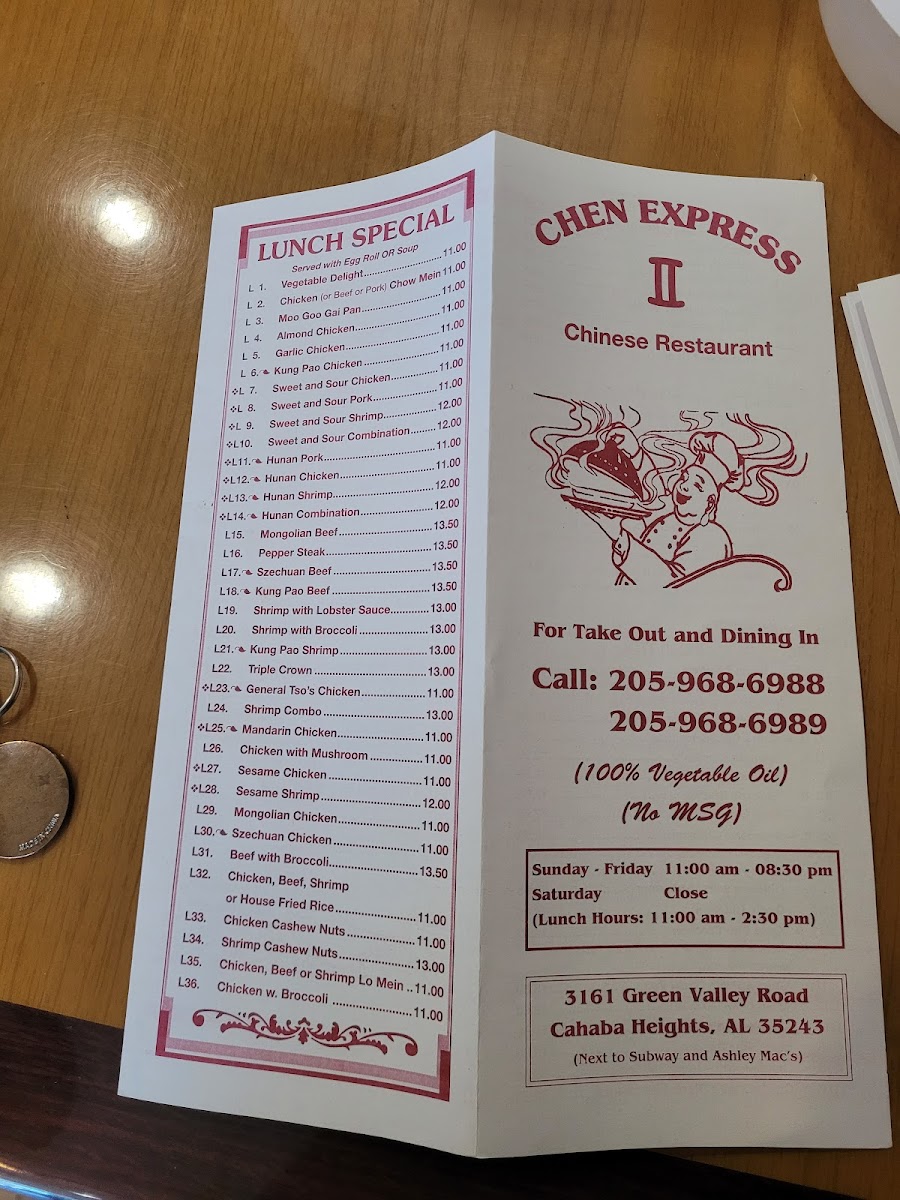 LUNCH SPECIAL
Served with Egg Roll OR Soup
L 1. Vegetable Delight 11.00
L 2. Chicken (or Beef or Pork) Chow Mein 11.00
L 3. Moo Goo Gai Pan 11.00
L 4. Almond Chicken 11.00
L 5. Garlic Chicken 11.00
L 6. Kung Pao Chicken 11.00
L 7. Sweet and Sour Chicken 11.00
L 8. Sweet and Sour Pork 11.00
L 9. Sweet and Sour Shrimp 12.00
L10. Sweet and Sour Combination 12.00
L11. Hunan Pork 11.00
L12. Hunan Chicken 11.00
L13. Hunan Shrimp 12.00
L14. Hunan Combination 12.00
L15. Mongolian Beef 13.50
L16. Pepper Steak 13.50
L17. Szechuan Beef 13.50
L18. Kung Pao Beef 13.50
L19. Shrimp with Lobster Sauce 13.00
L20. Shrimp with Broccoli 13.00
L21. Kung Pao Shrimp 13.00
L22. Triple Crown 13.00
L23. General Tso's Chicken 11.00
L24. Shrimp Combo 13.00
L25. Mandarin Chicken 11.00
L26. Chicken with Mushroom 11.00
L27. Sesame Chicken 11.00
L28. Sesame Shrimp 12.00
L29. Mongolian Chicken 11.00
L30. Szechuan Chicken 11.00
L31. Beef with Broccoli 13.50
L32. Chicken, Beef, Shrimp
or House Fried Rice 11.00
L33. Chicken Cashew Nuts 11.00
L34. Shrimp Cashew Nuts 13.00
L35. Chicken, Beef or Shrimp Lo Mein 11.00
L36. Chicken w. Broccoli 11.00
CHEN EXPRESS
II
Chinese Restaurant
For Take Out and Dining In
Call: 205-968-6988
205-968-6989
(100% Vegetable Oil)
(No MSG)
Sunday - Friday 11:00 am - 08:30 pm
Saturday Close
(Lunch Hours: 11:00 am - 2:30 pm)
3161 Green Valley Road
Cahaba Heights, AL 35243
(Next to Subway and Ashley Mac's)
MADE IN CHINA